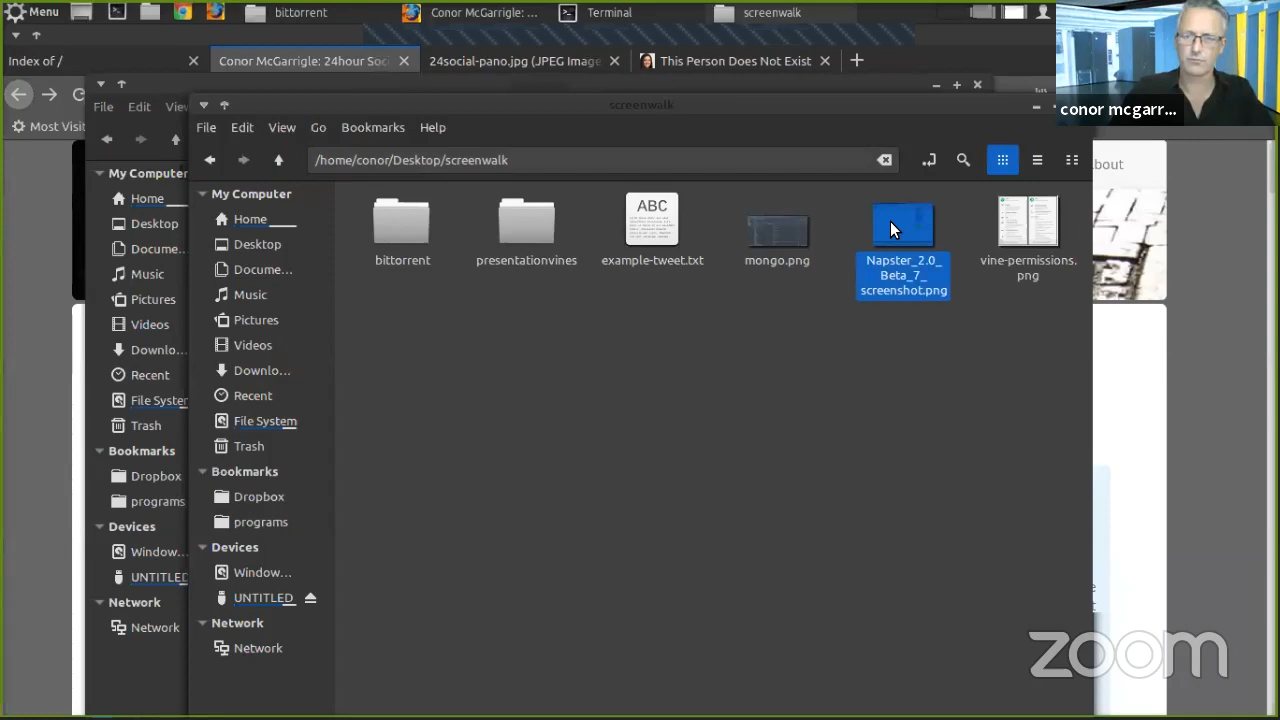 Menu
bittorrent
Conor McGarrigle: ...
Terminal
screenwalk
Index of /
Conor McGarrigle: 24hour Soc
24social-pano.jpg (JPEG Image
This Person Does Not Exist
conor mcgarr...
File Edit
screenwalk
Most Visit
File Edit View Go Bookmarks Help
/home/conor/Desktop/screenwalk
bout
My Computer
Home
Desktop
Docume...
Music
Pictures
Videos
Downlo...
Recent
File System
Trash
Bookmarks
Dropbox
programs
Devices
Window...
UNTITLED
Network
Network
My Computer
Home
Desktop
Docume...
Music
Pictures
Videos
Downlo...
Recent
File System
Trash
Bookmarks
Dropbox
programs
Devices
Window...
UNTITLED
Network
Network
bittorrent
presentationvines
ABC
example-tweet.txt
mongo.png
Napster_2.0_
Beta_7_
screenshot.png
vine-permissions.
png
zoom